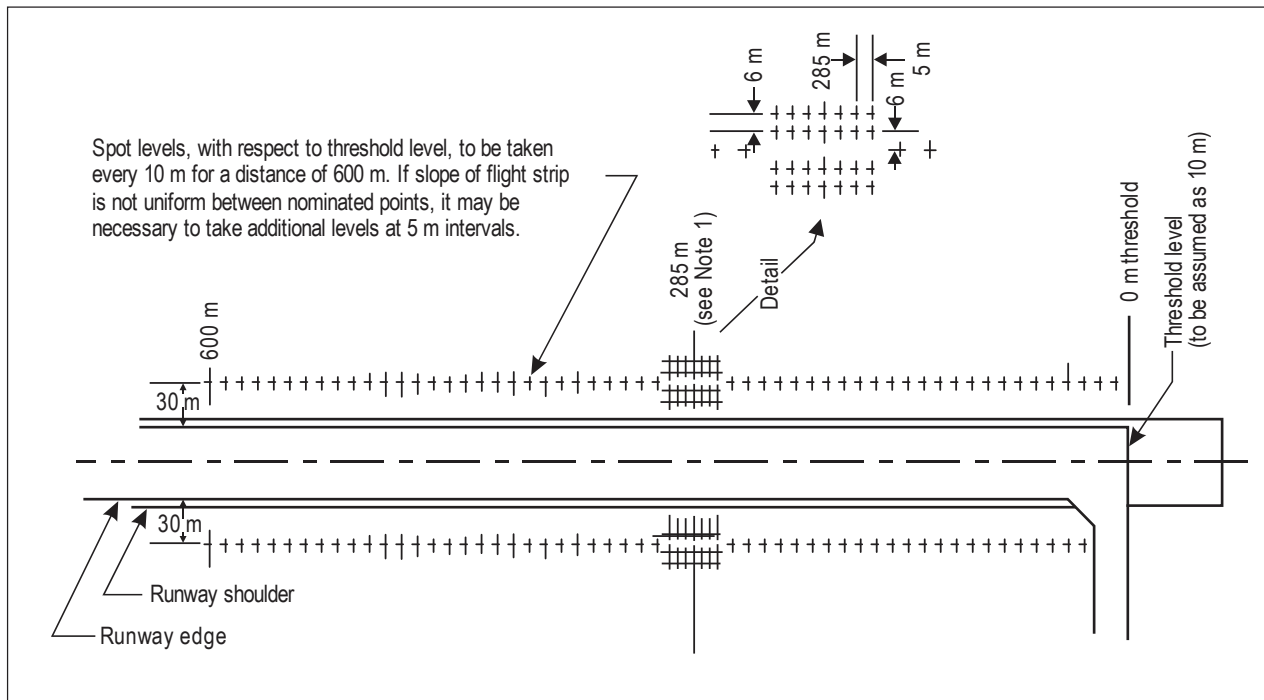 6 m
285 m
5 m
6 m
Spot levels, with respect to threshold level, to be taken
every 10 m for a distance of 600 m. If slope of flight strip
is not uniform between nominated points, it may be
necessary to take additional levels at 5 m intervals.
285 m
(see Note 1)
Detail
0 m threshold
Threshold level
(to be assumed as 10 m)
600 m
30 m
30 m
Runway shoulder
Runway edge